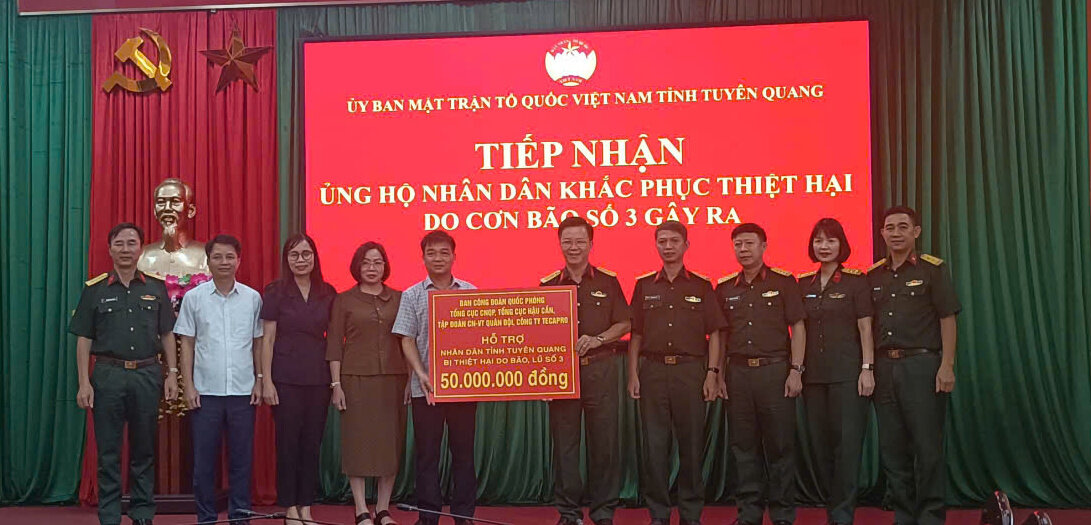 VIỆT NAM
ỦY BAN MẶT TRẬN TỔ QUỐC VIỆT NAM TỈNH TUYÊN QUANG
TIẾP NHẬN
ỦNG HỘ NHÂN DÂN KHẮC PHỤC THIỆT HẠI
DO CƠN BÃO SỐ 3 GÂY RA
BAN CÔNG ĐOÀN QUỐC PHÒNG
TỔNG CỤC CNQP, TỔNG CỤC HẬU CẦN,
TẬP ĐOÀN CN-VT QUÂN ĐỘI, CÔNG TY TECAPRO
HỖ TRỢ
NHÂN DÂN TỈNH TUYÊN QUANG
BỊ THIỆT HẠI DO BÃO, LŨ SỐ 3
50.000.000 đồng